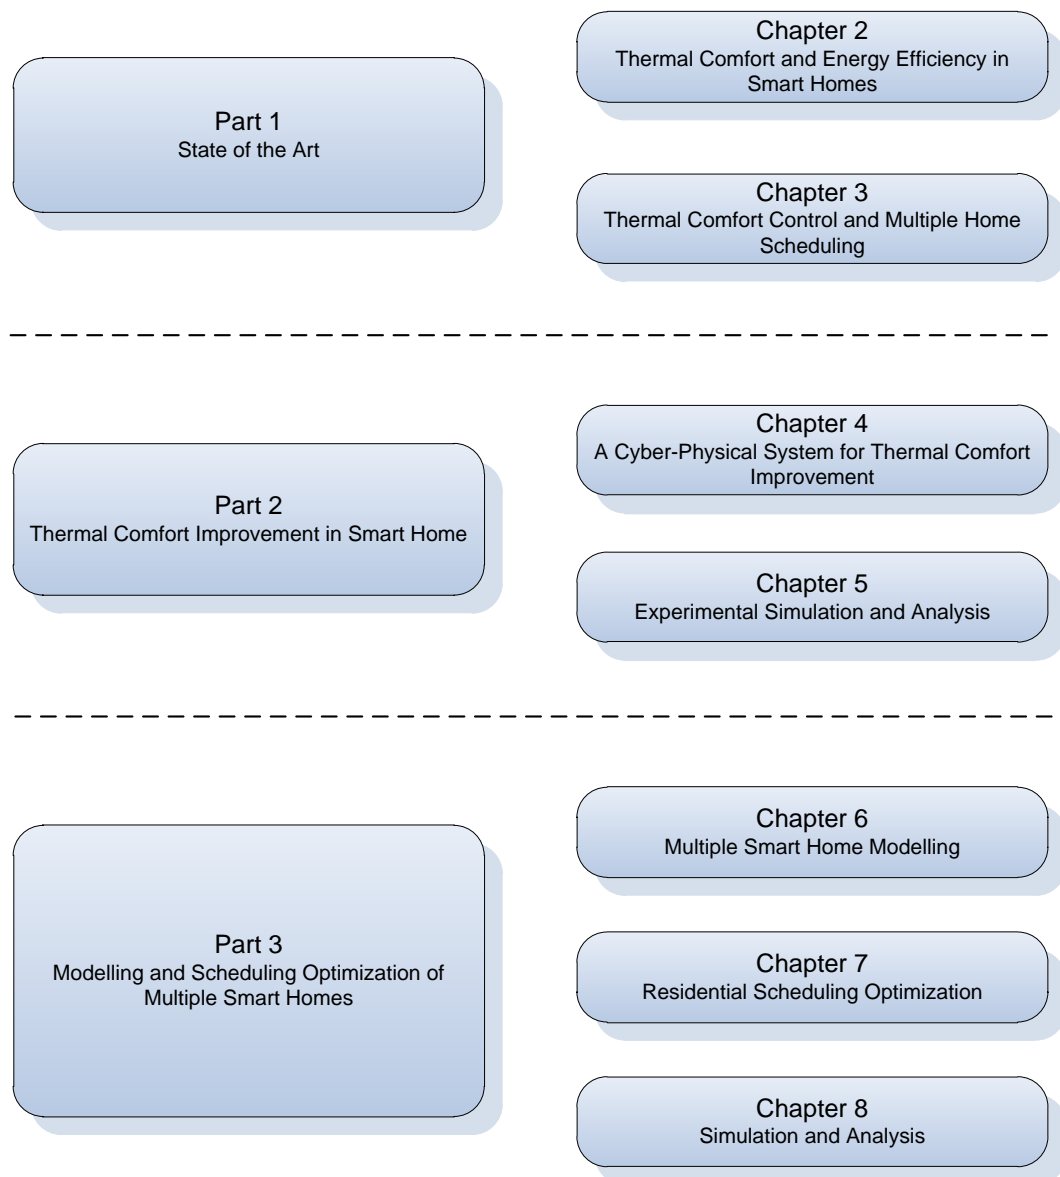 Part 1
State of the Art
Chapter 2
Thermal Comfort and Energy Efficiency in
Smart Homes
Chapter 3
Thermal Comfort Control and Multiple Home
Scheduling
Part 2
Thermal Comfort Improvement in Smart Home
Chapter 4
A Cyber-Physical System for Thermal Comfort
Improvement
Chapter 5
Experimental Simulation and Analysis
Part 3
Modelling and Scheduling Optimization of
Multiple Smart Homes
Chapter 6
Multiple Smart Home Modelling
Chapter 7
Residential Scheduling Optimization
Chapter 8
Simulation and Analysis